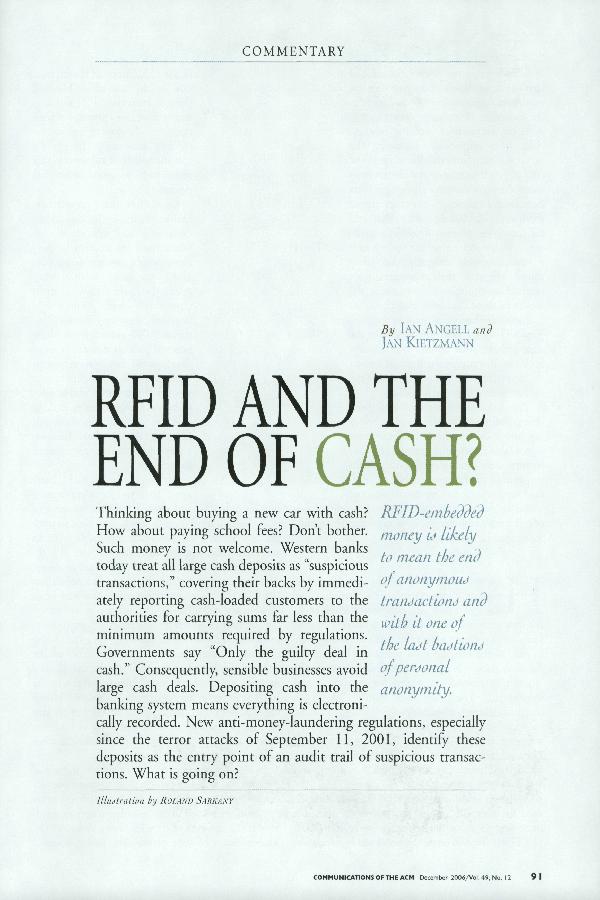 COMMENTARY
By IAN ANGELL and
JAN KIETZMANN
RFID AND THE
END OF CASH?
Thinking about buying a new car with cash?
How about paying school fees? Don't bother.
Such money is not welcome. Western banks
today treat all large cash deposits as "suspicious
transactions," covering their backs by immedi-
ately reporting cash-loaded customers to the
authorities for carrying sums far less than the
minimum amounts required by regulations.
Governments say "Only the guilty deal in
cash." Consequently, sensible businesses avoid
large cash deals. Depositing cash into the
banking system means everything is electroni-
cally recorded. New anti-money-laundering regulations, especially
since the terror attacks of September 11, 2001, identify these
deposits as the entry point of an audit trail of suspicious transac-
tions. What is going on?
RFID-embedded
money is likely
to mean the end
of anonymous
transactions and
with it one of
the last bastions
of personal
anonymity.
Illustration by ROLAND SARKANY
COMMUNICATIONS OF THE ACM December 2006/Vol. 49, No. 12 91